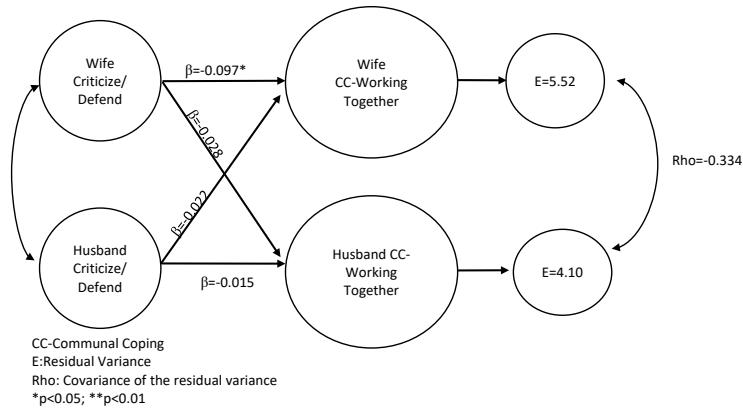 Wife
Criticize/
Defend
β=-0.097*
Wife
CC-Working
Together
E=5.52
β=-0.028
Rho=-0.334
β=-0.022
Husband
Criticize/
Defend
β=-0.015
Husband CC-
Working
Together
E=4.10
CC-Communal Coping
E:Residual Variance
Rho: Covariance of the residual variance
*p<0.05; **p<0.01